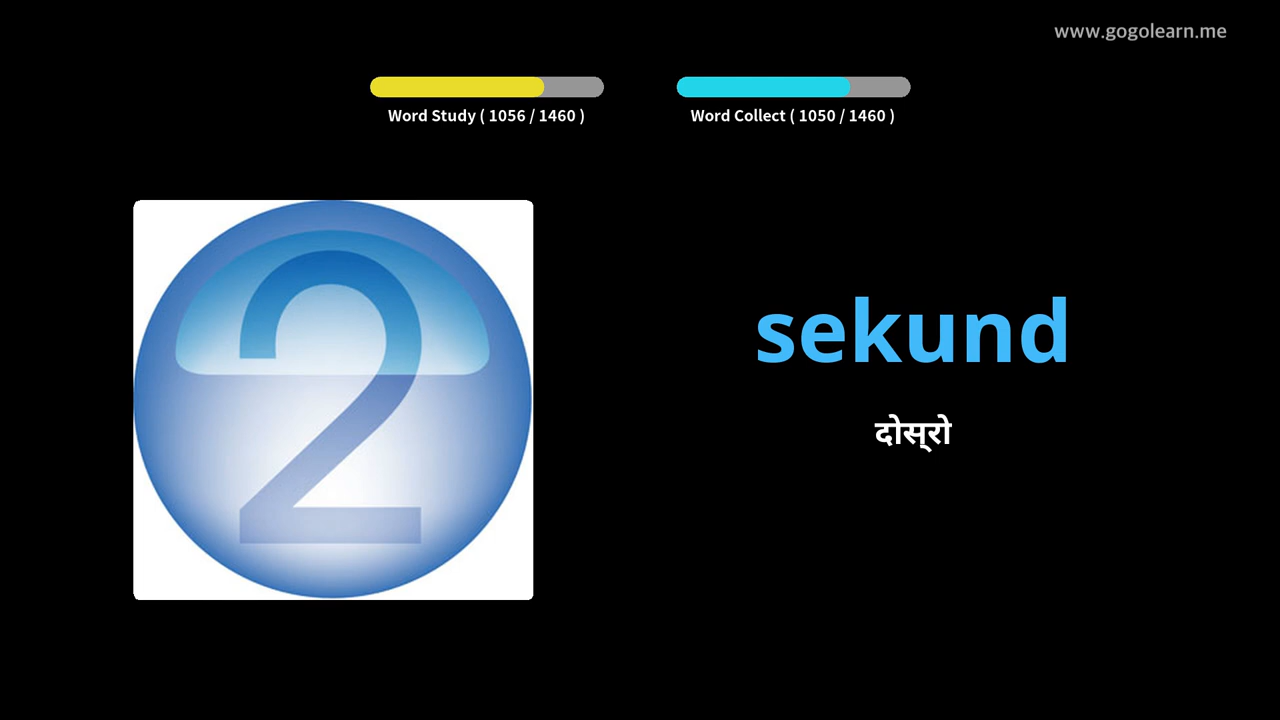 www.gogolearn.me
Word Study ( 1056 / 1460 )
Word Collect ( 1050 / 1460 )
2
sekund
दोस्रो